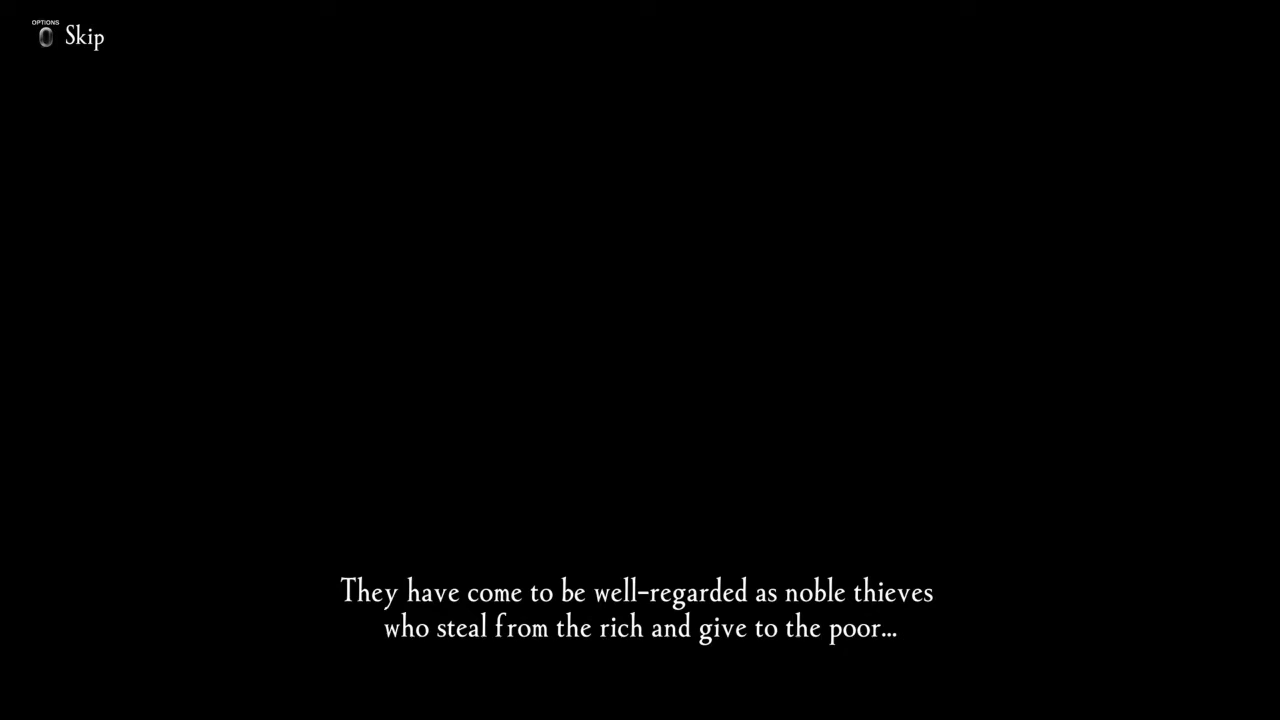 OPTIONS
Skip
They have come to be well-regarded as noble thieves
who steal from the rich and give to the poor...